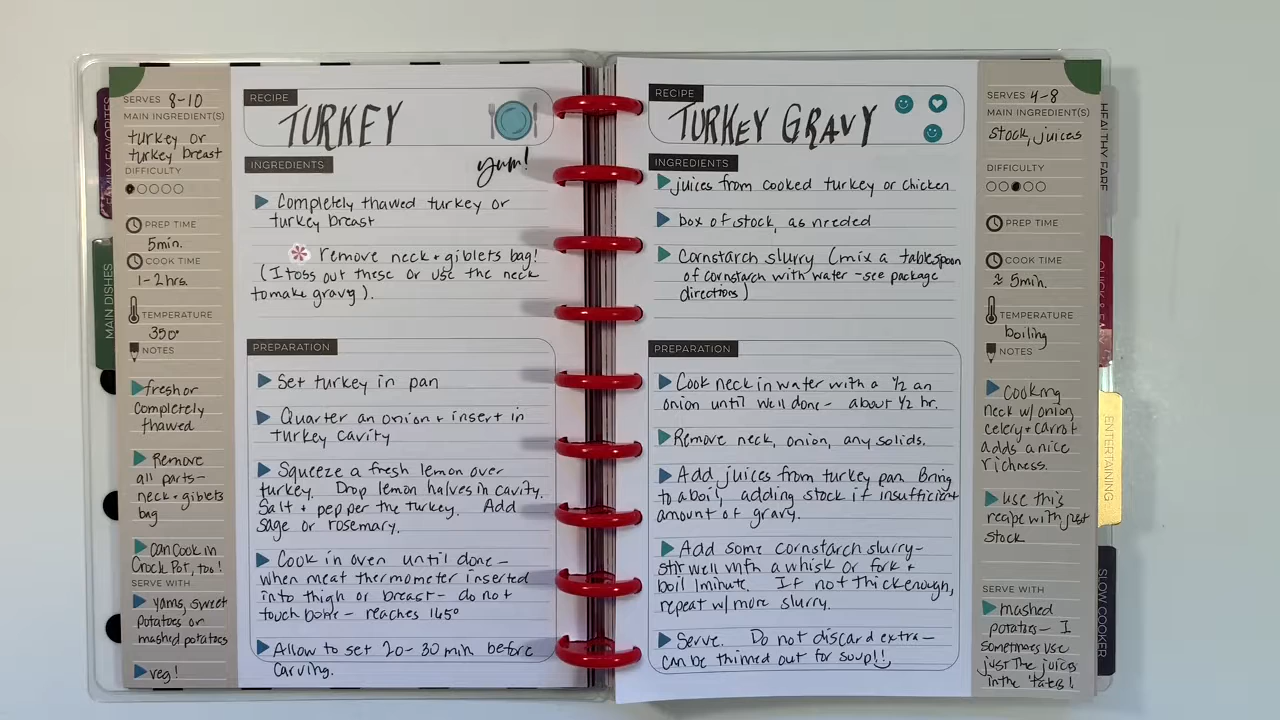 FAMILY FAVORITES
MAIN DISHES
SERVES 8-10
MAIN INGREDIENT(S)
turkey or
turkey breast
DIFFICULTY
PREP TIME
5min.
COOK TIME
1-2hrs.
TEMPERATURE
350°
NOTES
fresh or
completely
thawed
Remove
all parts-
neck + giblets
bag
Can Cook in
Crock Pot, too!
SERVE WITH
yams, sweet
potatoes or
mashed potatoes
veg!
RECIPE
TURKEY
yum!
INGREDIENTS
Completely thawed turkey or
turkey breast
remove neck + giblets bag!
(I toss out these or use the neck
to make gravy).
PREPARATION
Set turkey in pan
Quarter an onion + insert in
turkey cavity
Squeeze a fresh lemon over
turkey. Drop lemon halves in cavity.
Salt + pepper the turkey. Add
sage or rosemary.
Cook in oven until done-
when meat thermometer inserted
into thigh or breast- do not
touch bone- reaches 165°
Allow to set 20-30 min before
carving.
RECIPE
TURKEY GRAVY
INGREDIENTS
juices from cooked turkey or chicken
box of stock, as needed
Cornstarch slurry (mix a tablespoon
of cornstarch with water -see package
directions)
PREPARATION
Cook neck in water with a 1/2 an
onion until well done- about 1/2 hr.
Remove neck, onion, any solids.
Add juices from turkey pan. Bring
to a boil, adding stock if insufficient
amount of gravy.
Add some cornstarch slurry-
stir well with a whisk or fork +
boil 1minute. If not thick enough,
repeat w/ more slurry.
Serve. Do not discard extra-
can be thinned out for soup!!
SERVES 4-8
MAIN INGREDIENT(S)
stock, juices
DIFFICULTY
PREP TIME
COOK TIME
≈ 5min.
TEMPERATURE
boiling
NOTES
Cooking
neck w/ onion,
celery + carrot
adds a nice
richness.
use this
recipe with just
stock
SERVE WITH
mashed
potatoes- I
sometimes use
just the juices
in the 'tates!
HEALTHY FARE
QUICK & EASY
ENTERTAINING
SLOW COOKER